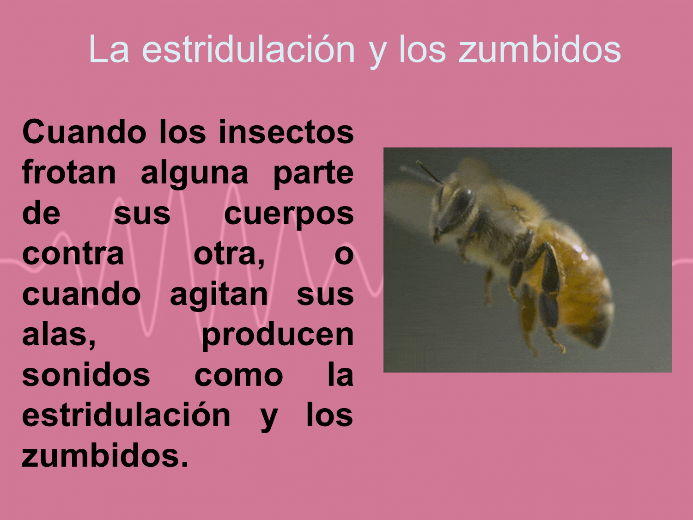 La estridulación y los zumbidos
Cuando los insectos
frotan alguna parte
de sus cuerpos
contra otra, o
cuando agitan sus
alas, producen
sonidos como la
estridulación y los
zumbidos.